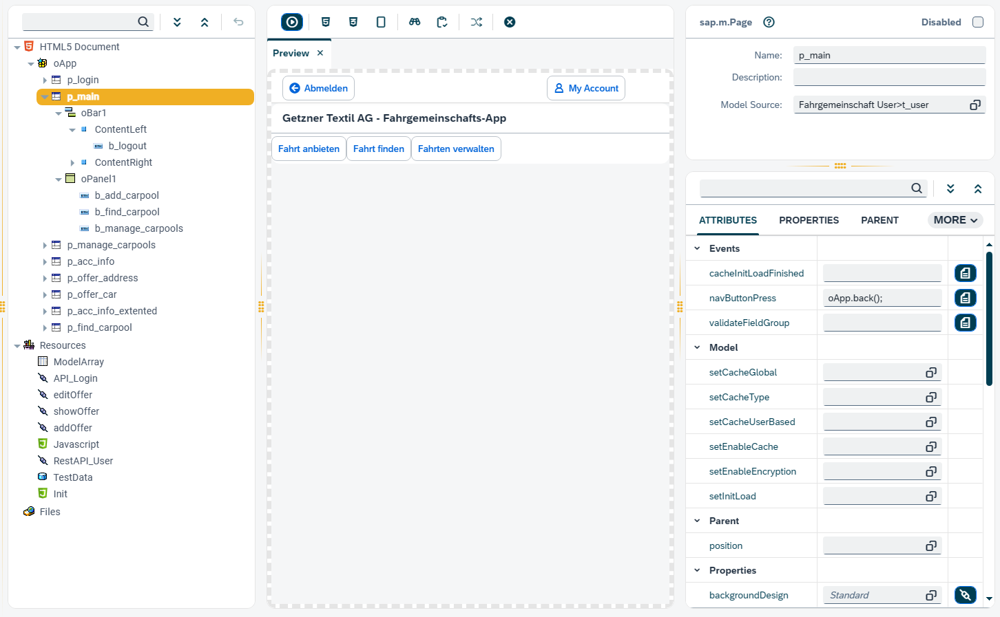 HTML5 Document
oApp
p_login
p_main
oBar1
ContentLeft
b_logout
ContentRight
oPanel1
b_add_carpool
b_find_carpool
b_manage_carpools
p_manage_carpools
p_acc_info
p_offer_address
p_offer_car
p_acc_info_extented
p_find_carpool
Resources
ModelArray
API_Login
editOffer
showOffer
addOffer
Javascript
RestAPI_User
TestData
Init
Files
Preview
Abmelden
My Account
Getzner Textil AG - Fahrgemeinschafts-App
Fahrt anbieten
Fahrt finden
Fahrten verwalten
sap.m.Page
Disabled
Name: p_main
Description:
Model Source: Fahrgemeinschaft User>t_user
ATTRIBUTES PROPERTIES PARENT MORE
Events
cacheInitLoadFinished
navButtonPress oApp.back();
validateFieldGroup
Model
setCacheGlobal
setCacheType
setCacheUserBased
setEnableCache
setEnableEncryption
setInitLoad
Parent
position
Properties
backgroundDesign Standard